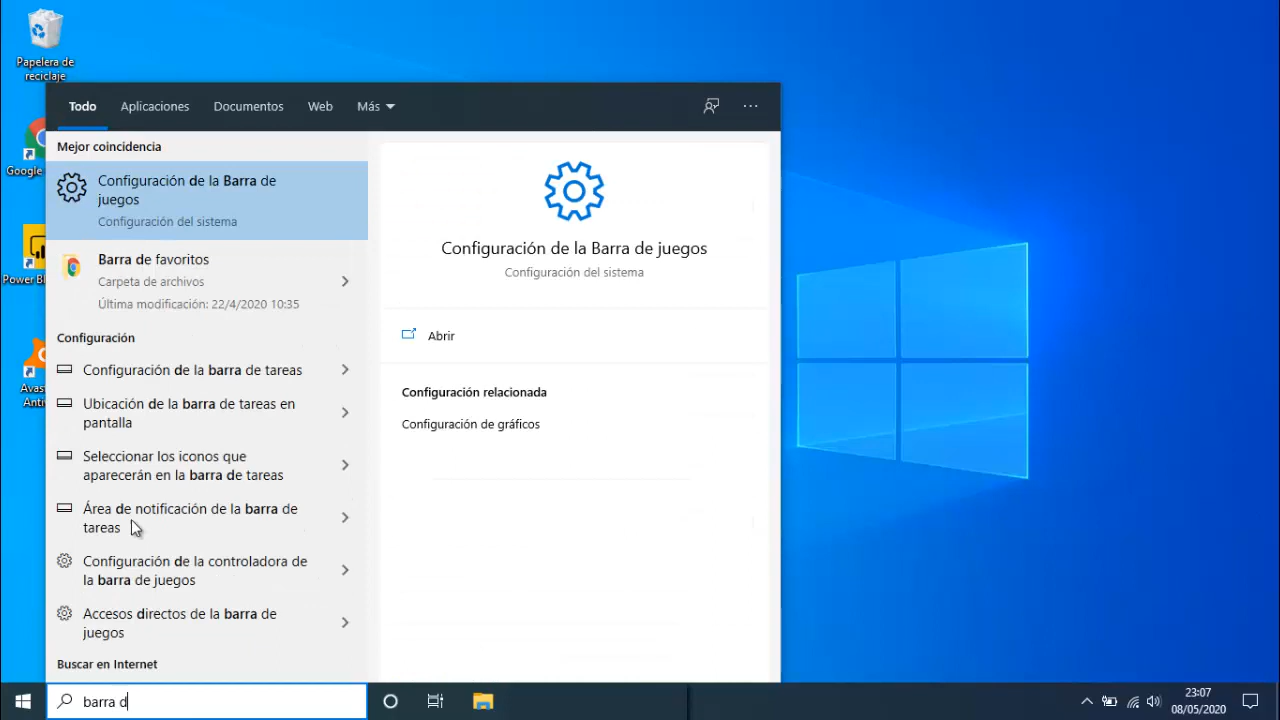 Papelera de
reciclaje
Google
Power BI
Avast
Anti
Todo
Aplicaciones
Documentos
Web
Más
Mejor coincidencia
Configuración de la Barra de
juegos
Configuración del sistema
Barra de favoritos
Carpeta de archivos
Última modificación: 22/4/2020 10:35
Configuración
Configuración de la barra de tareas
Ubicación de la barra de tareas en
pantalla
Seleccionar los iconos que
aparecerán en la barra de tareas
Área de notificación de la barra de
tareas
Configuración de la controladora de
la barra de juegos
Accesos directos de la barra de
juegos
Buscar en Internet
Configuración de la Barra de juegos
Configuración del sistema
Abrir
Configuración relacionada
Configuración de gráficos
barra d
23:07
08/05/2020